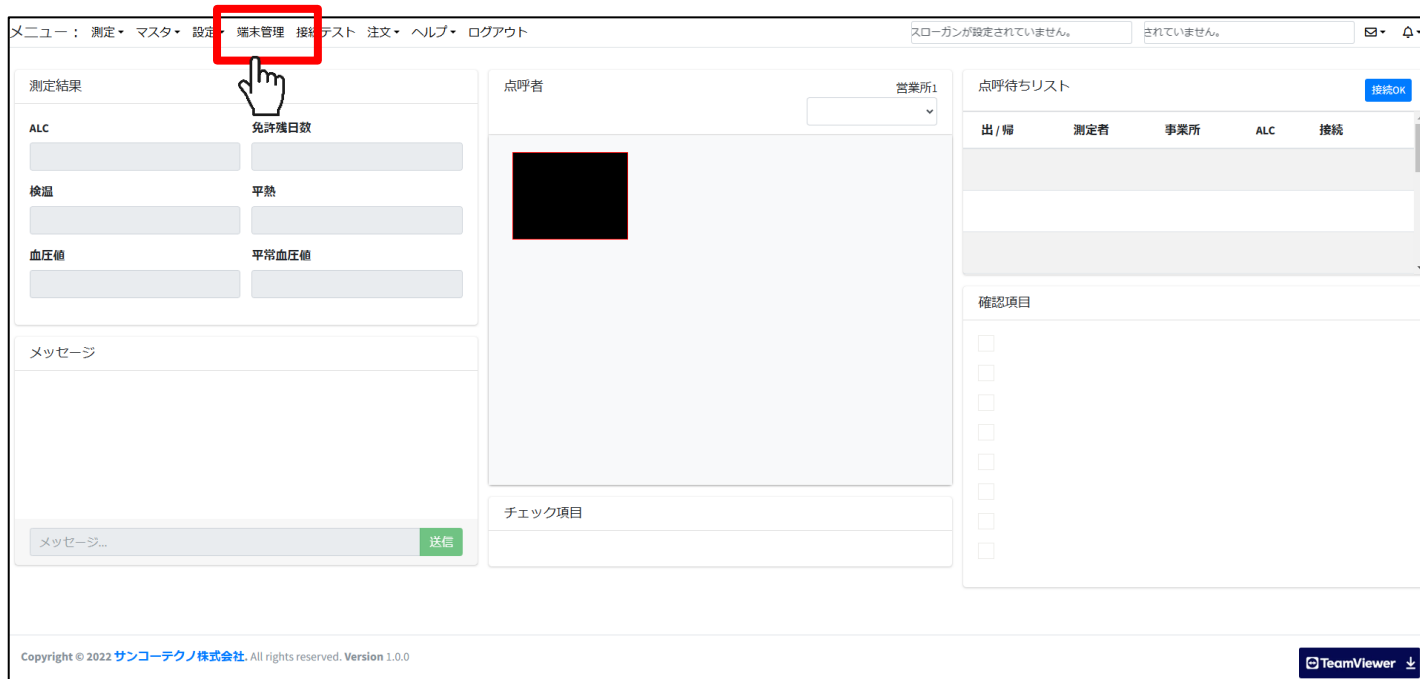 メニュー： 測定 マスタ 設定 端末管理 接続テスト 注文 ヘルプ ログアウト スローガンが設定されていません。 されていません。
測定結果
ALC 免許残日数
検温 平熱
血圧値 平常血圧値
メッセージ
メッセージ... 送信
点呼者 営業所1
チェック項目
点呼待ちリスト 接続OK
出 / 帰 測定者 事業所 ALC 接続
確認項目
Copyright © 2022 サンコーテクノ株式会社. All rights reserved. Version 1.0.0
TeamViewer